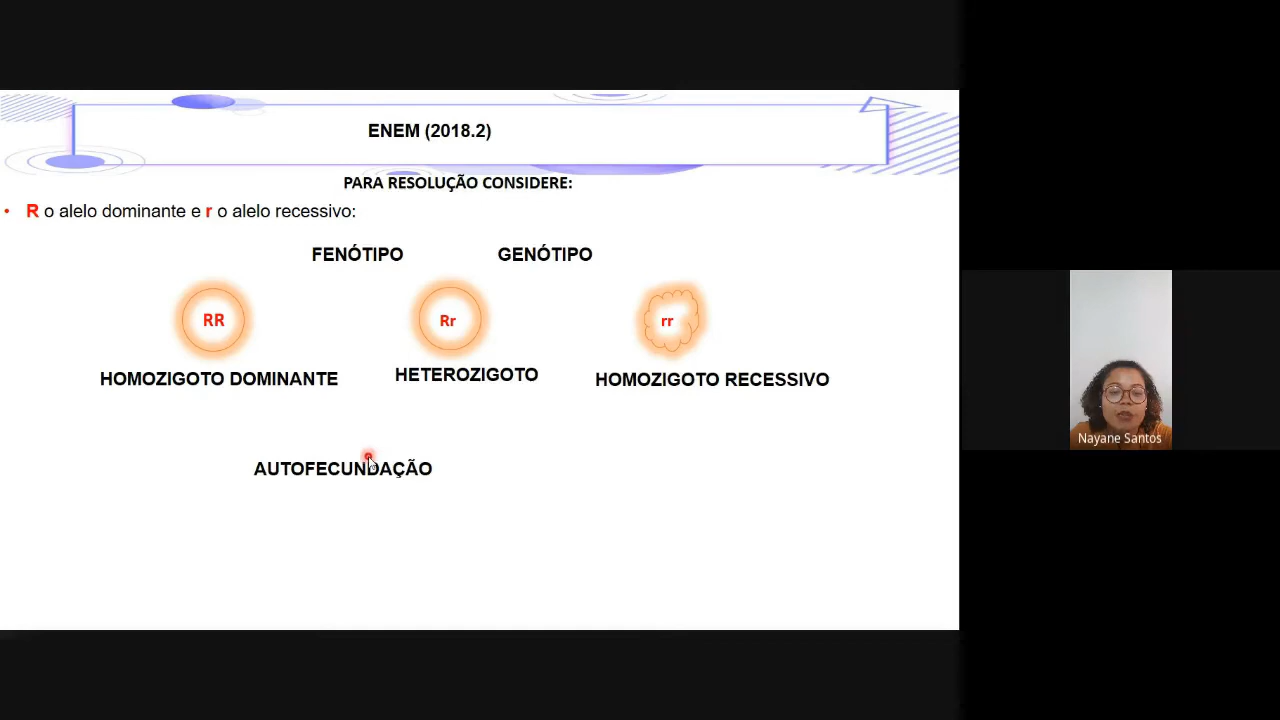 ENEM (2018.2)
PARA RESOLUÇÃO CONSIDERE:
• R o alelo dominante e r o alelo recessivo:
FENÓTIPO GENÓTIPO
RR Rr rr
HOMOZIGOTO DOMINANTE HETEROZIGOTO HOMOZIGOTO RECESSIVO
AUTOFECUNDAÇÃO
Nayane Santos